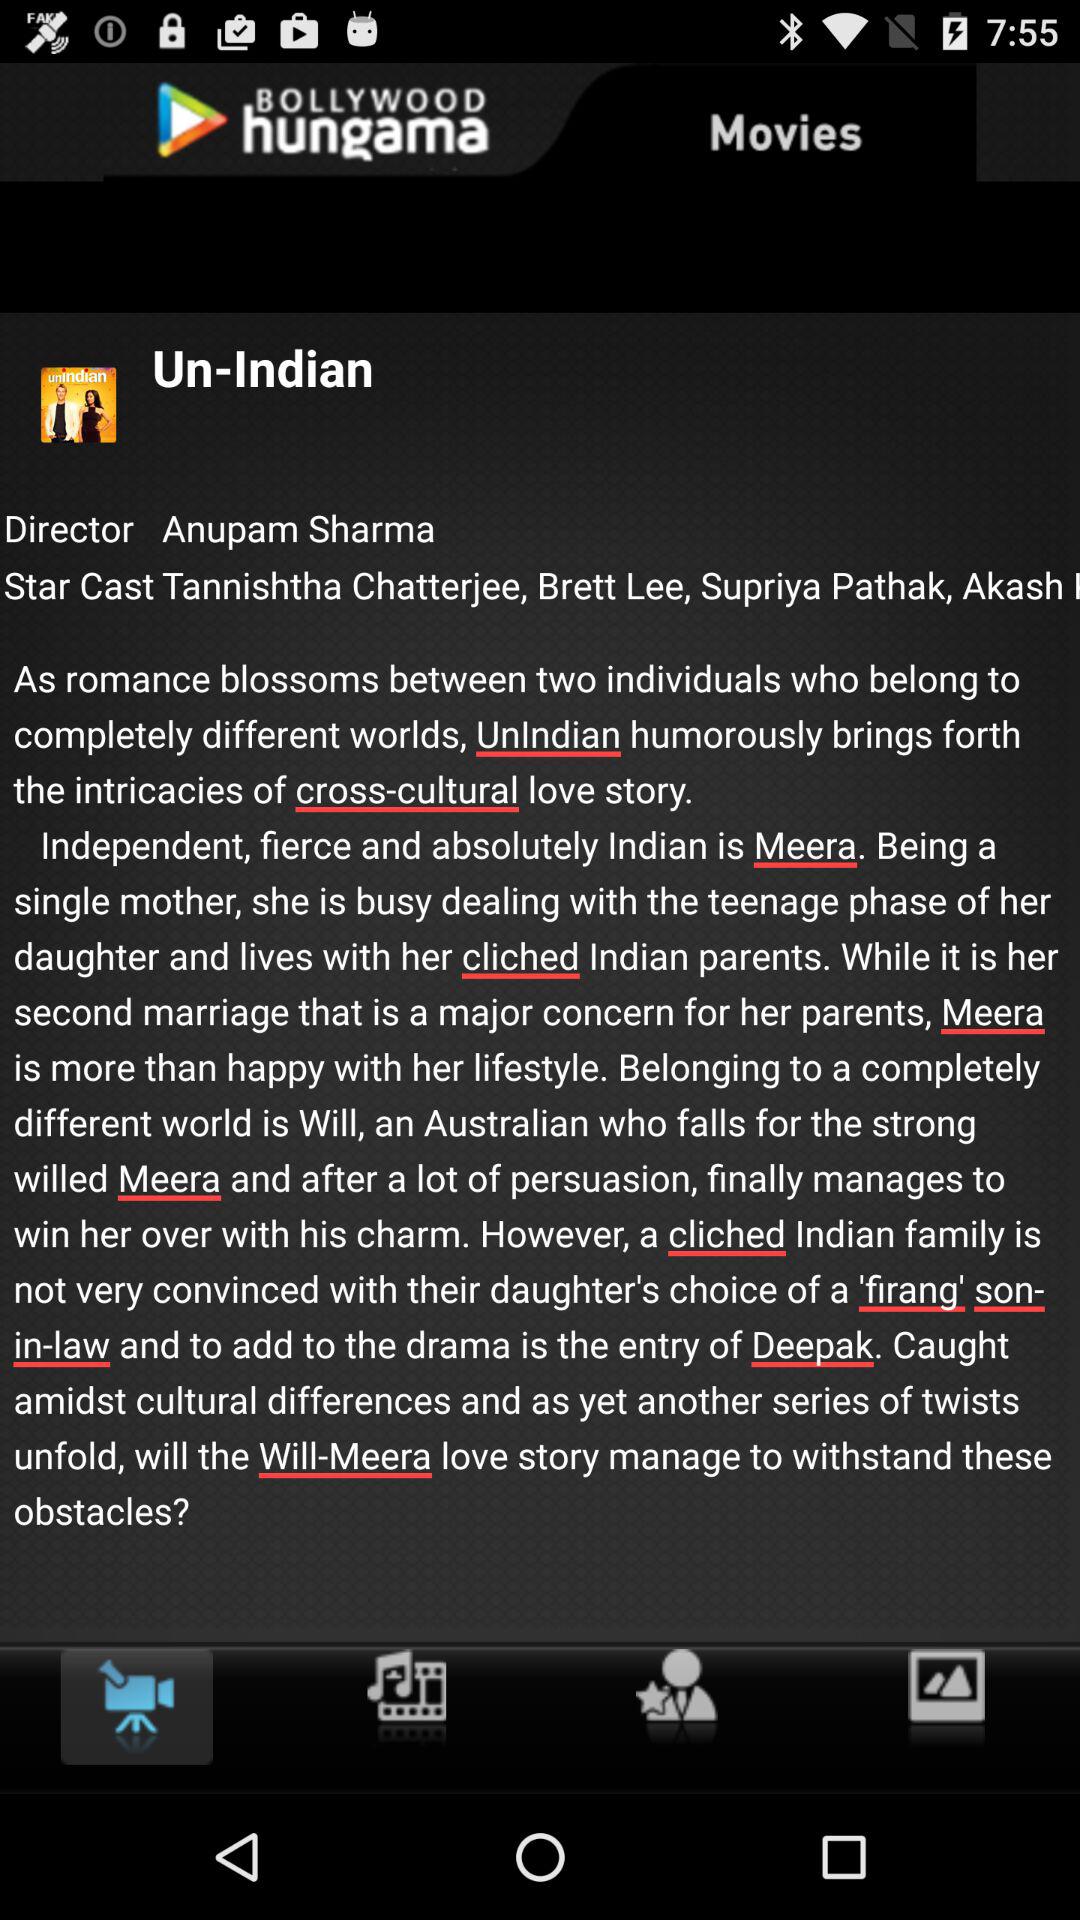 FAKE
7:55
BOLLYWOOD
hungama
Movies
unindian
Un-Indian
Director Anupam Sharma
Star Cast Tannishtha Chatterjee, Brett Lee, Supriya Pathak, Akash
As romance blossoms between two individuals who belong to
completely different worlds, UnIndian humorously brings forth
the intricacies of cross-cultural love story.
Independent, fierce and absolutely Indian is Meera. Being a
single mother, she is busy dealing with the teenage phase of her
daughter and lives with her cliched Indian parents. While it is her
second marriage that is a major concern for her parents, Meera
is more than happy with her lifestyle. Belonging to a completely
different world is Will, an Australian who falls for the strong
willed Meera and after a lot of persuasion, finally manages to
win her over with his charm. However, a cliched Indian family is
not very convinced with their daughter's choice of a 'firang' son-
in-law and to add to the drama is the entry of Deepak. Caught
amidst cultural differences and as yet another series of twists
unfold, will the Will-Meera love story manage to withstand these
obstacles?